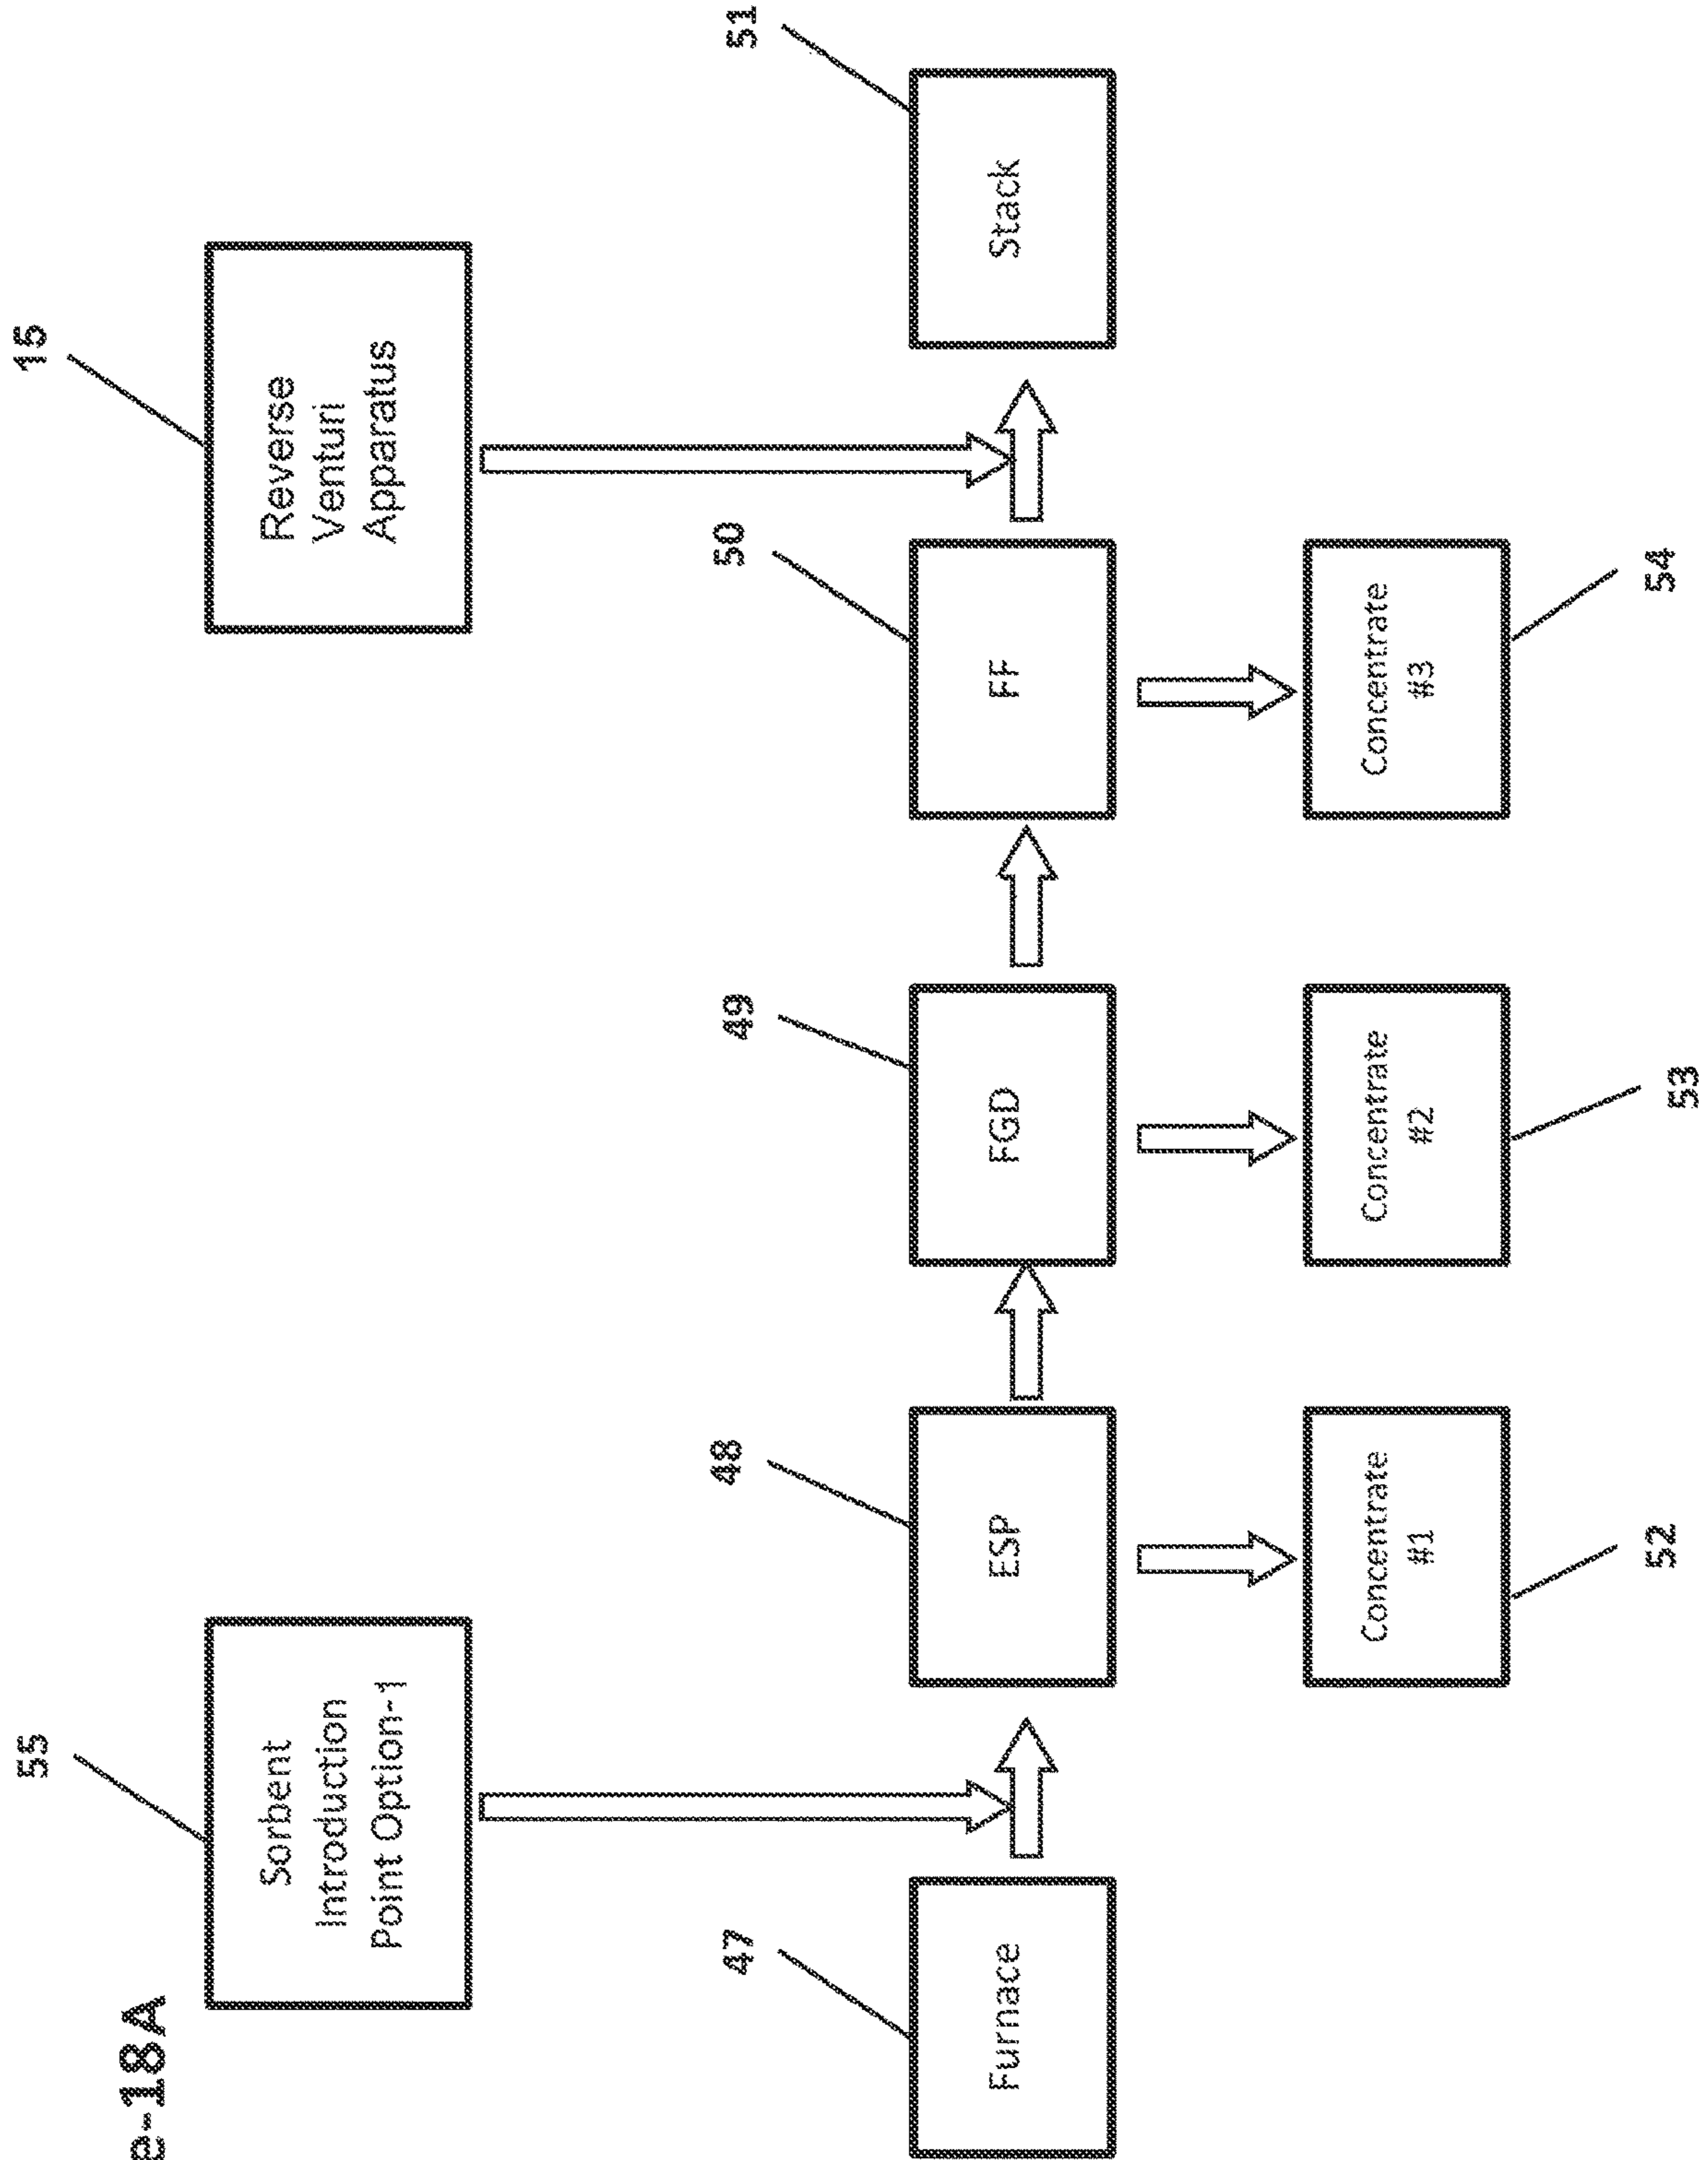 e-18A
55
Sorbent
Introduction
Point Option-1
15
Reverse
Venturi
Apparatus
47
Furnace
48
ESP
49
FGD
50
FF
51
Stack
Concentrate
#1
52
Concentrate
#2
53
Concentrate
#3
54